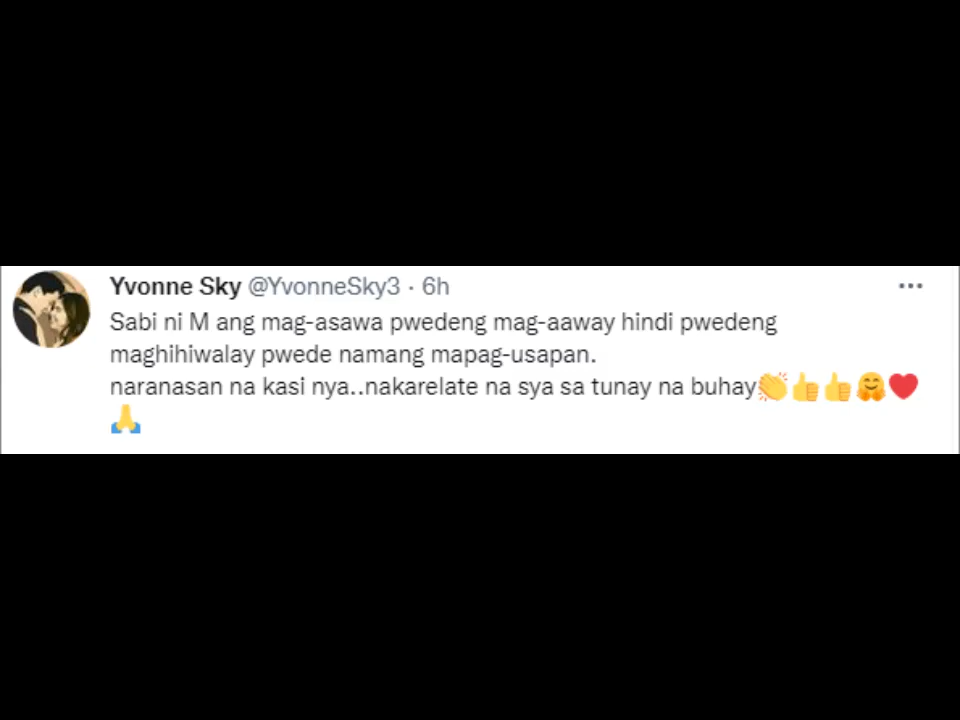 Yvonne Sky @YvonneSky3 · 6h
Sabi ni M ang mag-asawa pwedeng mag-aaway hindi pwedeng
maghihiwalay pwede namang mapag-usapan.
naranasan na kasi nya..nakarelate na sya sa tunay na buhay👏👍👍🤗❤️
🙏